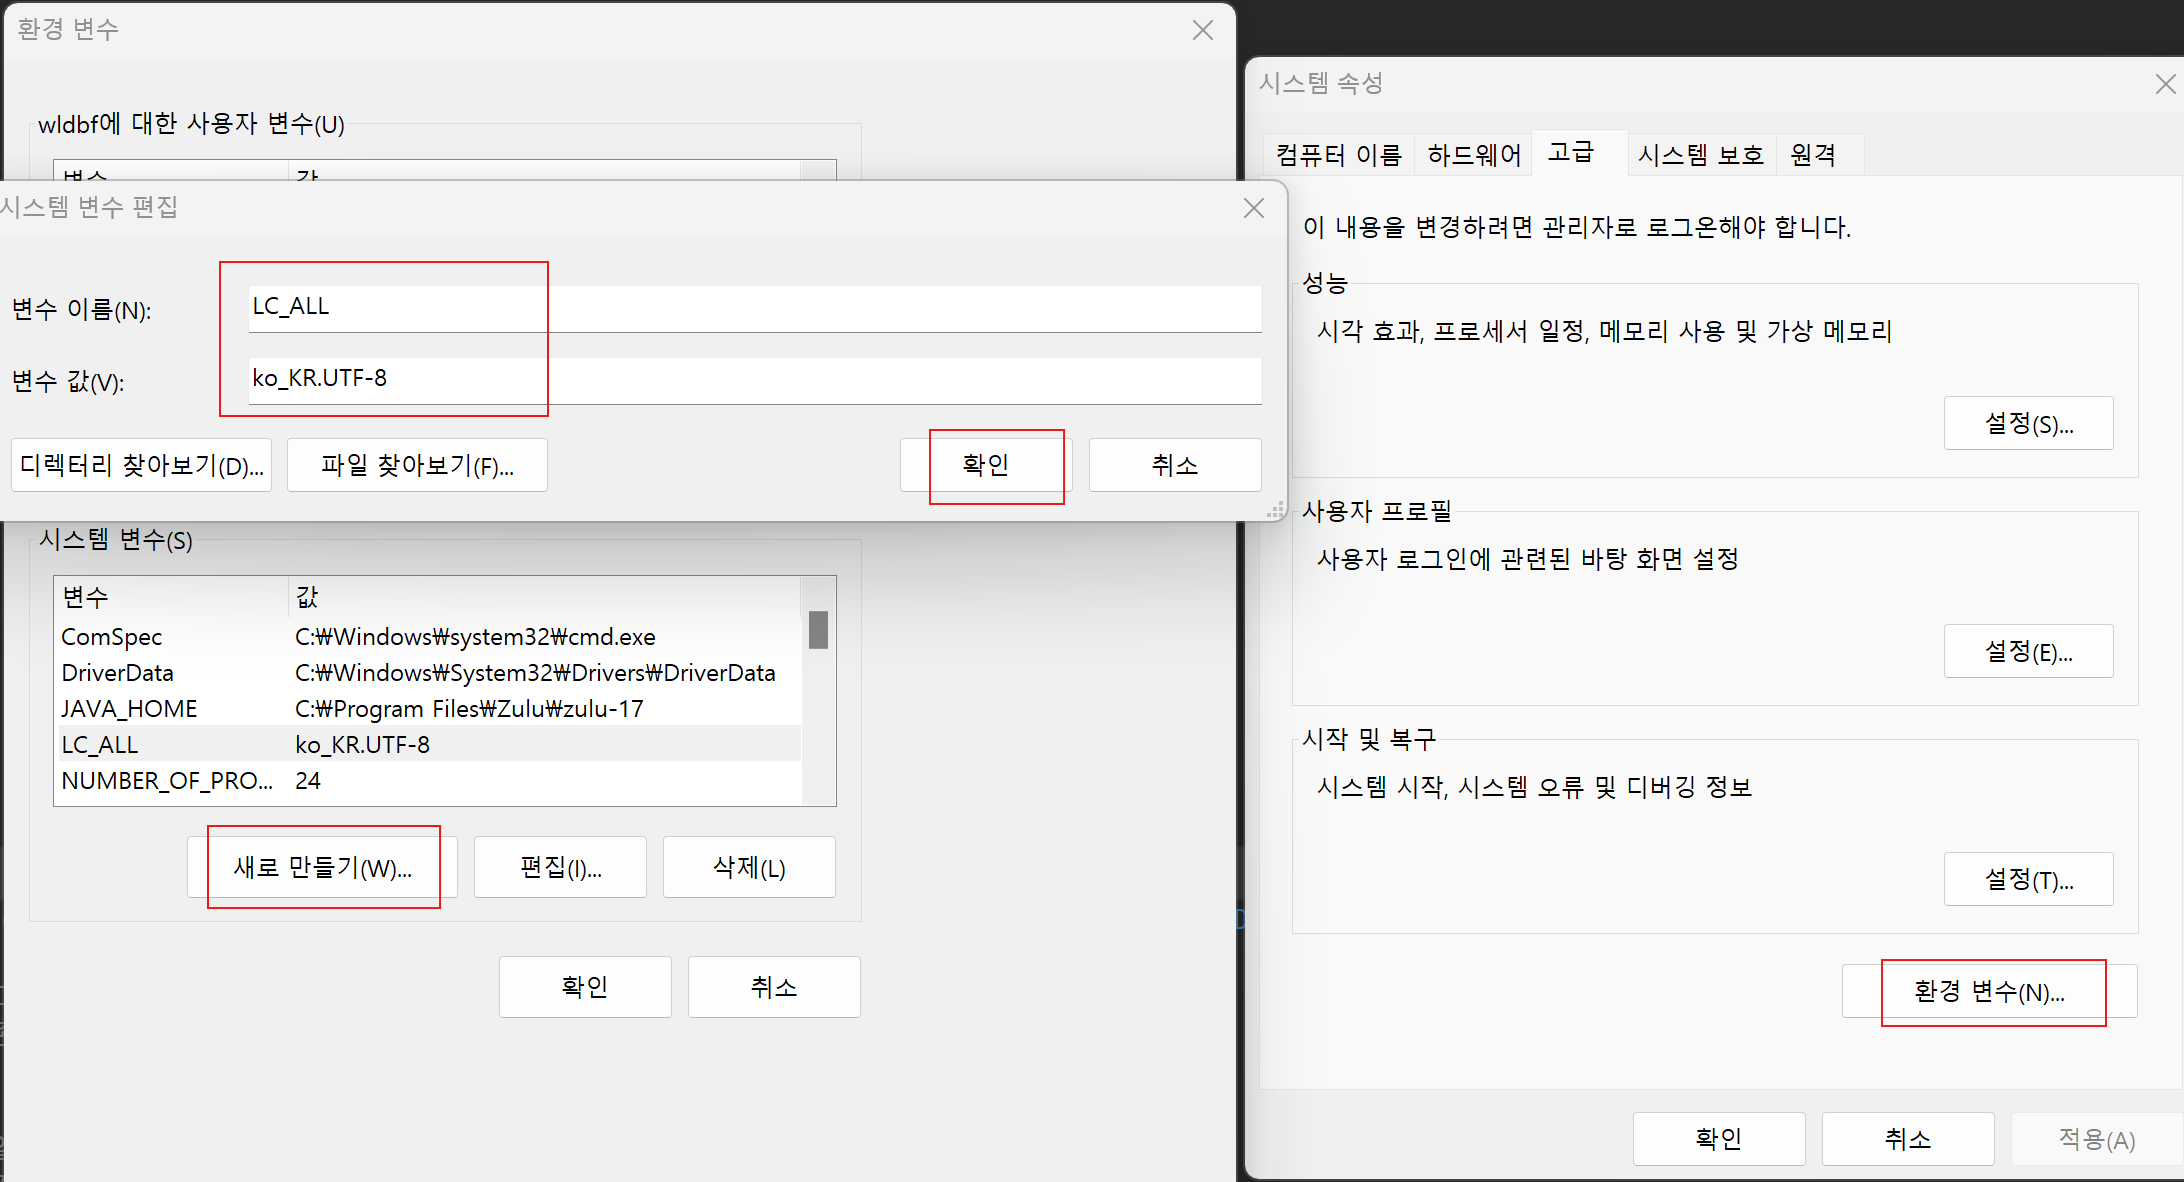 환경 변수
wldbf에 대한 사용자 변수(U)
시스템 변수 편집
변수 이름(N):
LC_ALL
변수 값(V):
ko_KR.UTF-8
디렉터리 찾아보기(D)...
파일 찾아보기(F)...
확인
취소
시스템 변수(S)
변수 값
ComSpec C:₩Windows₩system32₩cmd.exe
DriverData C:₩Windows₩System32₩Drivers₩DriverData
JAVA_HOME C:₩Program Files₩Zulu₩zulu-17
LC_ALL ko_KR.UTF-8
NUMBER_OF_PRO... 24
새로 만들기(W)...
편집(I)...
삭제(L)
확인
취소
시스템 속성
컴퓨터 이름
하드웨어
고급
시스템 보호
원격
이 내용을 변경하려면 관리자로 로그온해야 합니다.
성능
시각 효과, 프로세서 일정, 메모리 사용 및 가상 메모리
설정(S)...
사용자 프로필
사용자 로그인에 관련된 바탕 화면 설정
설정(E)...
시작 및 복구
시스템 시작, 시스템 오류 및 디버깅 정보
설정(T)...
환경 변수(N)...
확인
취소
적용(A)